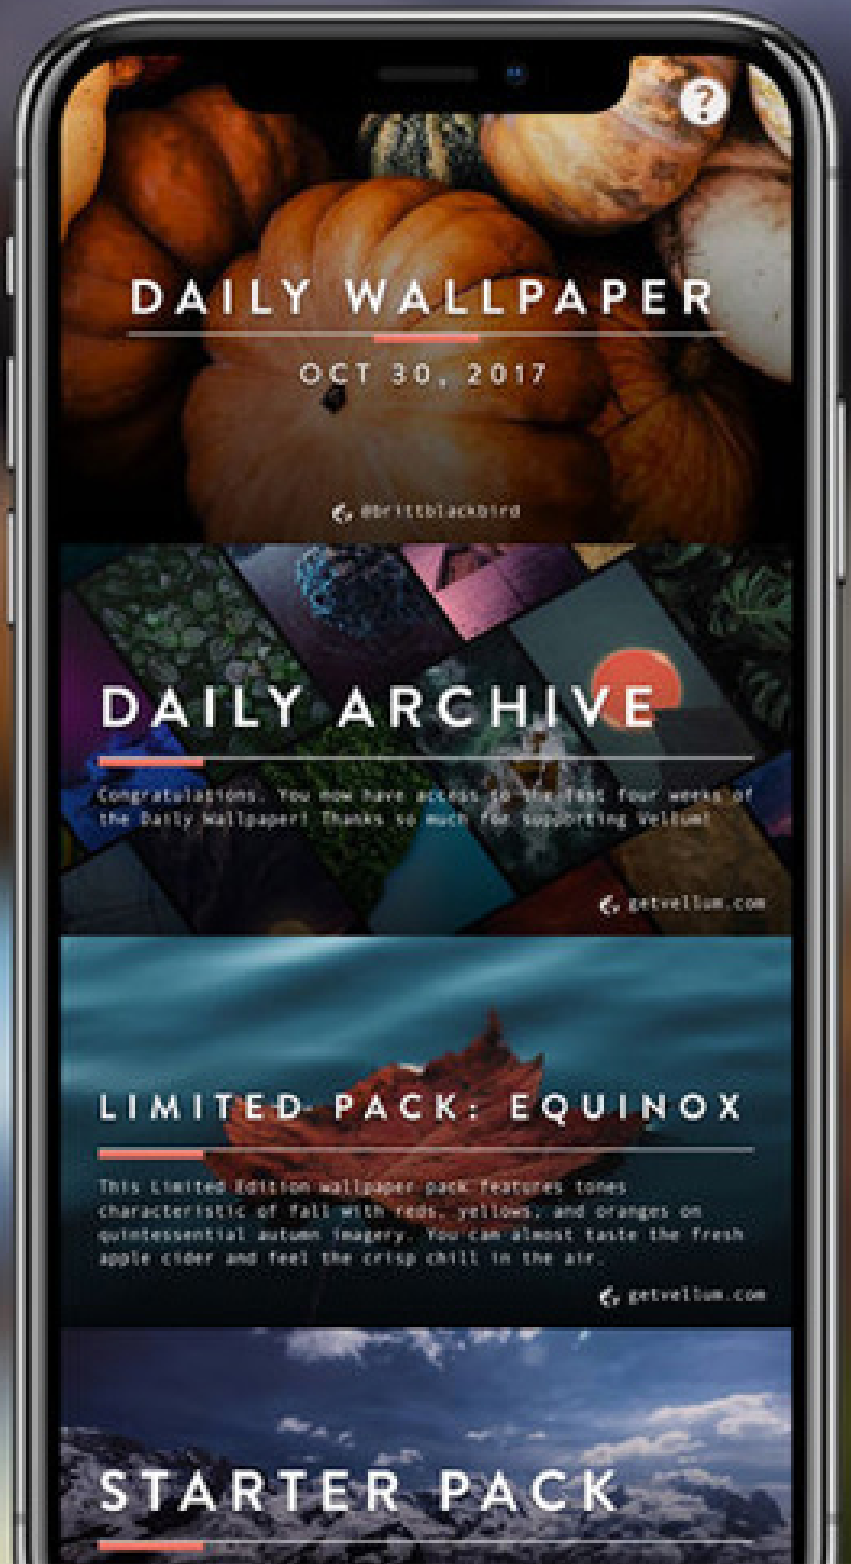 ?
DAILY WALLPAPER
OCT 30, 2017
@brittblackbird
DAILY ARCHIVE
Congratulations. You now have access to the last four weeks of
the Daily Wallpaper! Thanks so much for supporting Vellum!
getvellum.com
LIMITED PACK: EQUINOX
This Limited Edition wallpaper pack features tones
characteristic of fall with reds, yellows, and oranges on
quintessential autumn imagery. You can almost taste the fresh
apple cider and feel the crisp chill in the air.
getvellum.com
STARTER PACK